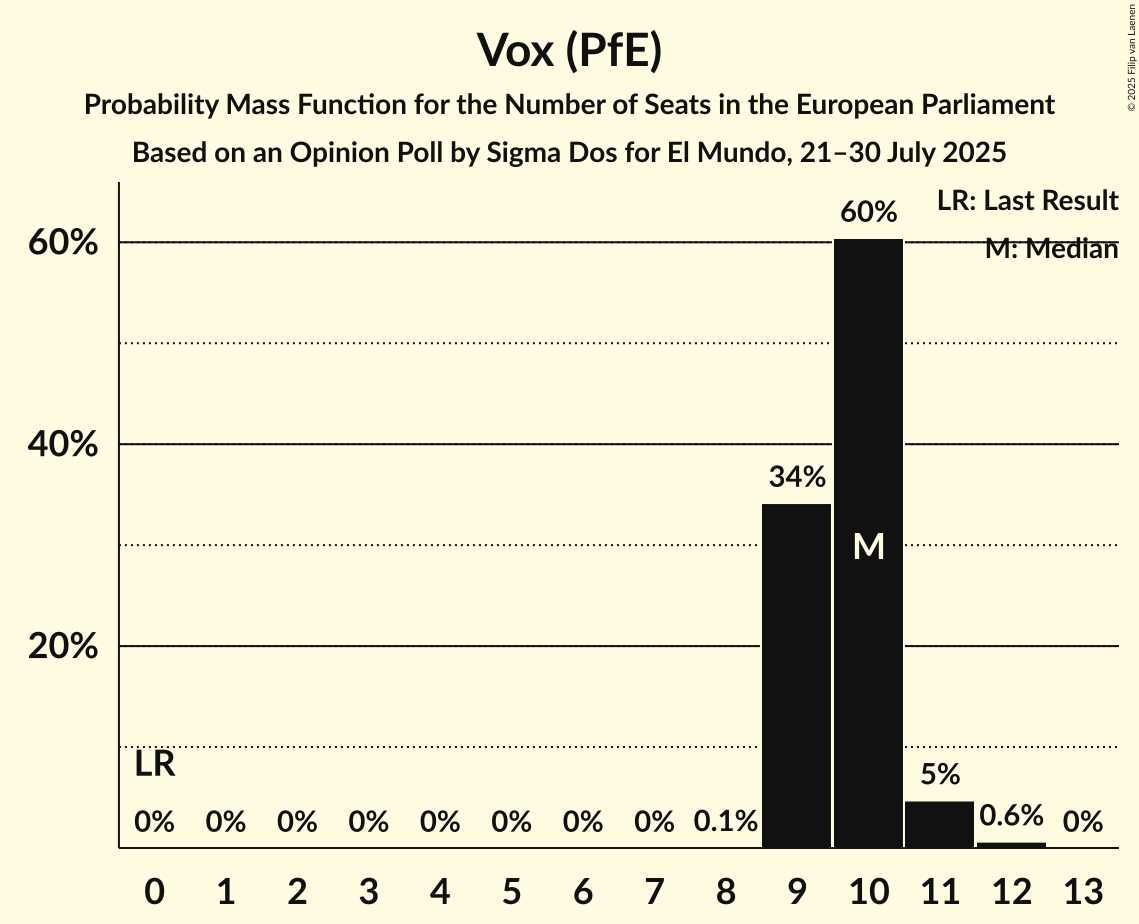 Vox (PfE)
Probability Mass Function for the Number of Seats in the European Parliament
Based on an Opinion Poll by Sigma Dos for El Mundo, 21–30 July 2025
© 2025 Filip van Laenen
LR: Last Result
M: Median
60%
40%
20%
60%
34%
M
LR
5%
0% 0% 0% 0% 0% 0% 0% 0% 0.1% 0.6% 0%
0 1 2 3 4 5 6 7 8 9 10 11 12 13